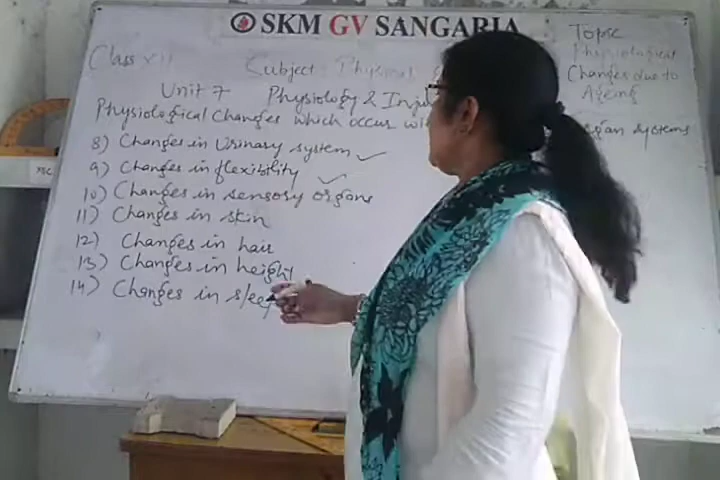 SKM GV SANGARIA
Topic
Class XII
Subject: Physical
Physiological
Changes due to
Ageing
Unit 7 Physiology & Inju
Physiological Changes which occur wi
organ systems
8) Changes in Urinary system ✓
9) Changes in flexibility ✓
10) Changes in sensory organs
11) Changes in skin
12) Changes in hair
13) Changes in height
14) Changes in sleep